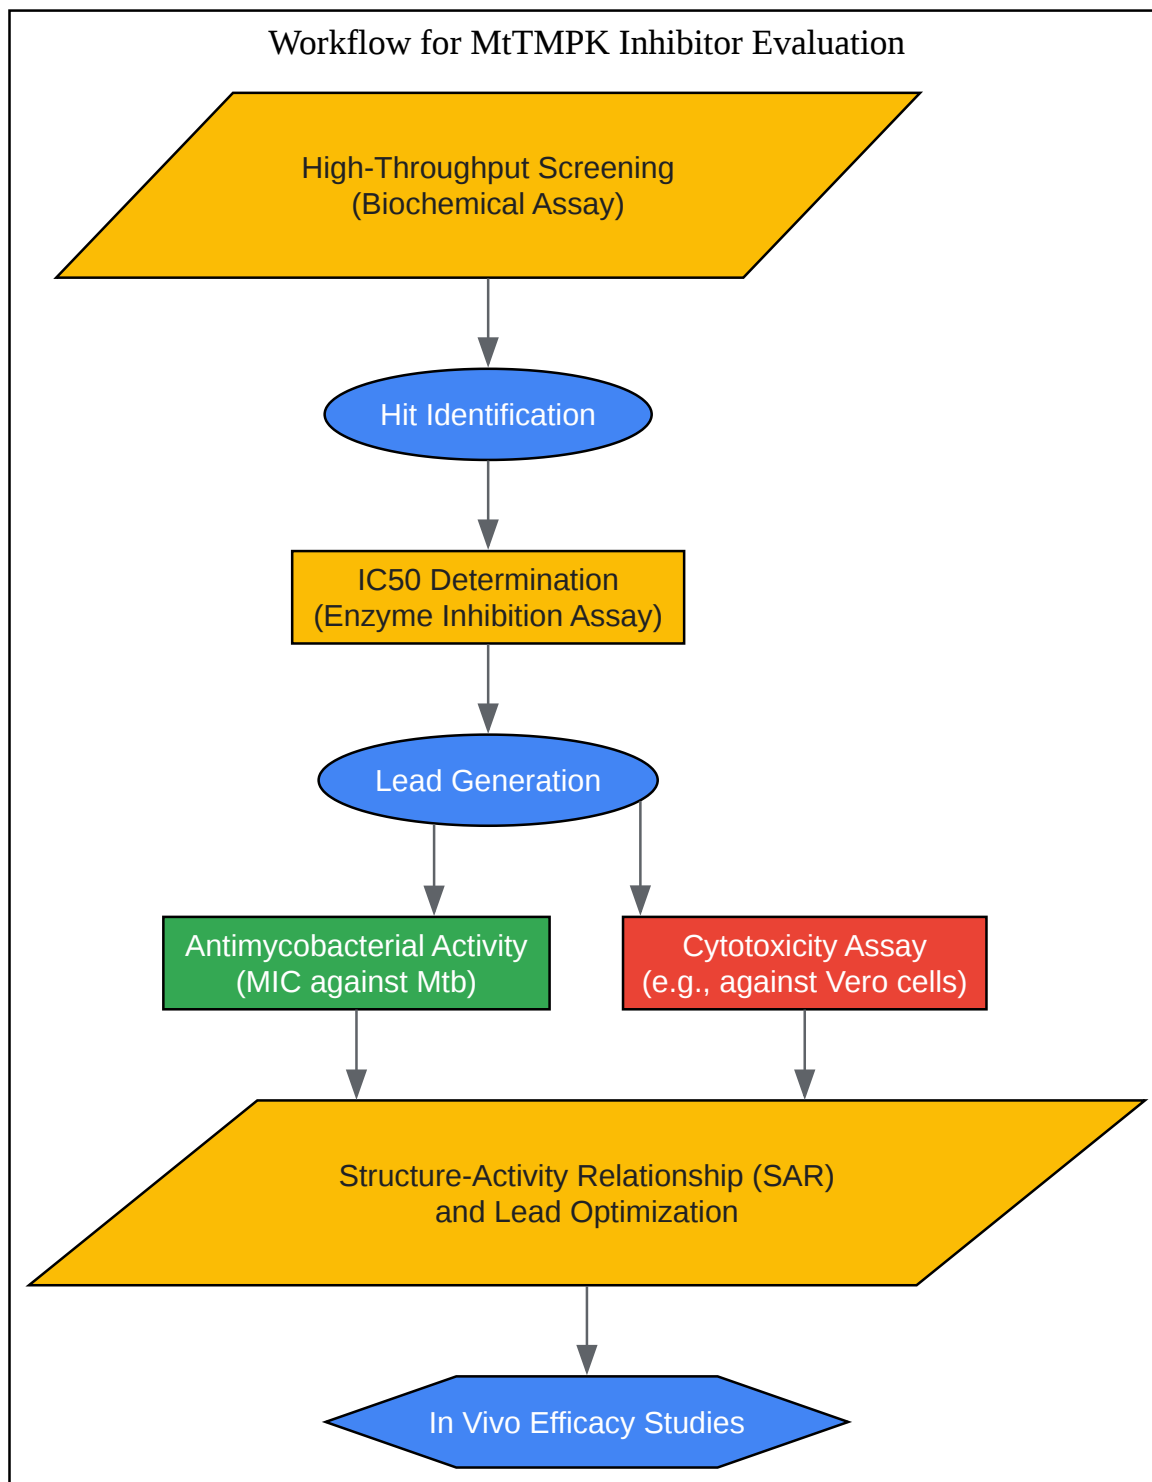 Workflow for MtTMPK Inhibitor Evaluation
High-Throughput Screening
(Biochemical Assay)
Hit Identification
IC50 Determination
(Enzyme Inhibition Assay)
Lead Generation
Antimycobacterial Activity
(MIC against Mtb)
Cytotoxicity Assay
(e.g., against Vero cells)
Structure-Activity Relationship (SAR)
and Lead Optimization
In Vivo Efficacy Studies